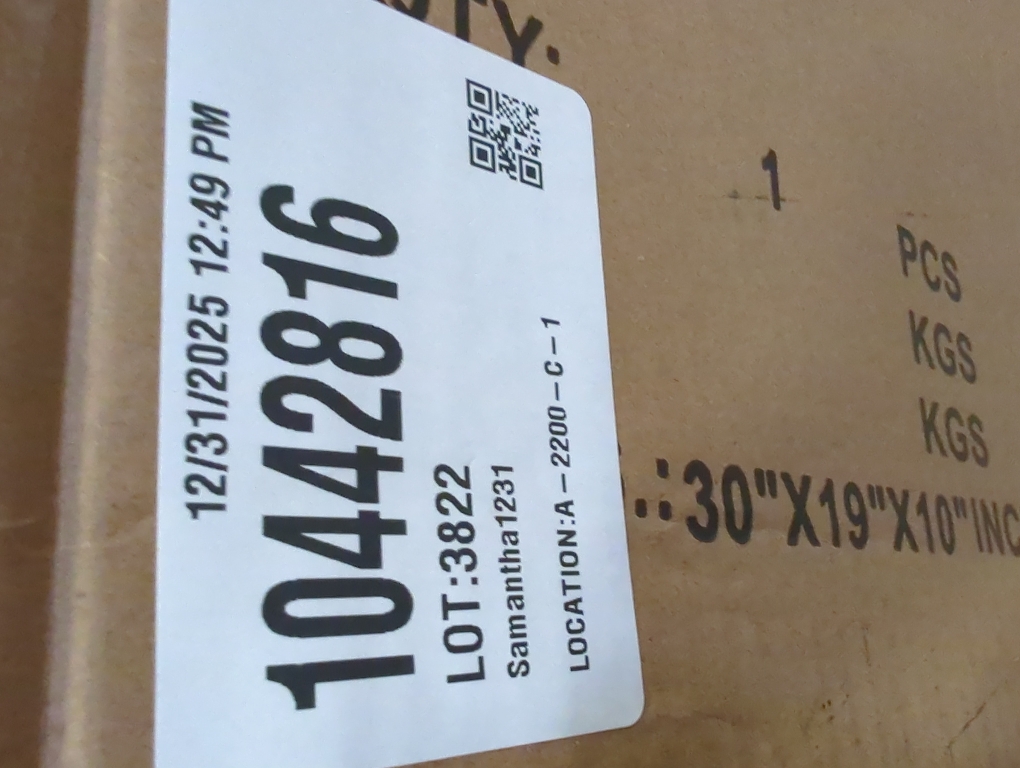 12/31/2025 12:49 PM
10442816
LOT:3822
Samantha1231
LOCATION:A-2200-C-1
1
PCS
KGS
KGS
30"X19"X10"INC